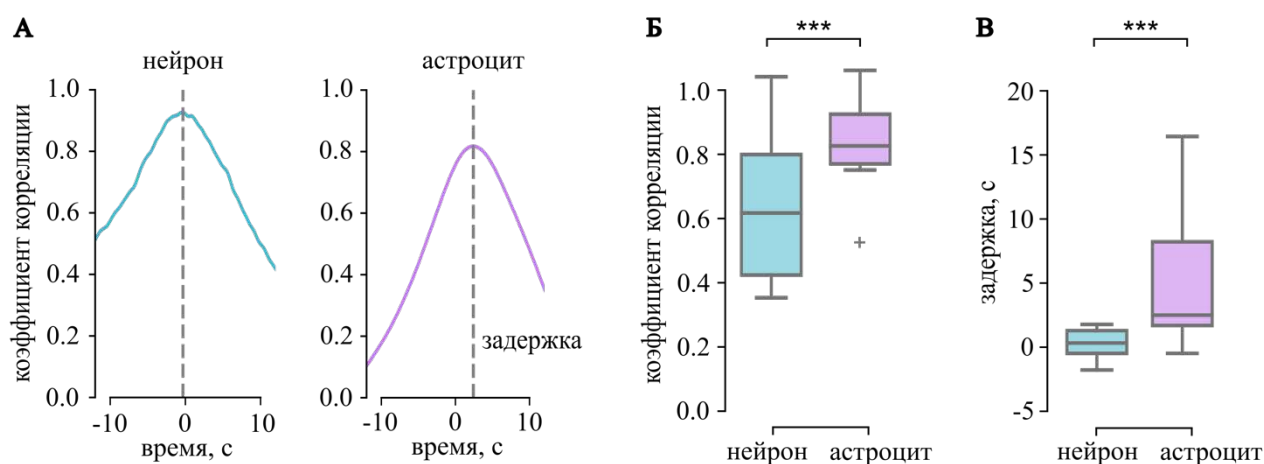 А
нейрон
коэффициент корреляции
1.0
0.8
0.6
0.4
0.2
0.0
-10
0
10
время, с
астроцит
1.0
0.8
0.6
0.4
0.2
0.0
задержка
0
10
время, с
Б
***
коэффициент корреляции
1.0
0.8
0.6
0.4
0.2
0.0
нейрон
астроцит
В
***
задержка, с
20
15
10
5
0
-5
нейрон
астроцит